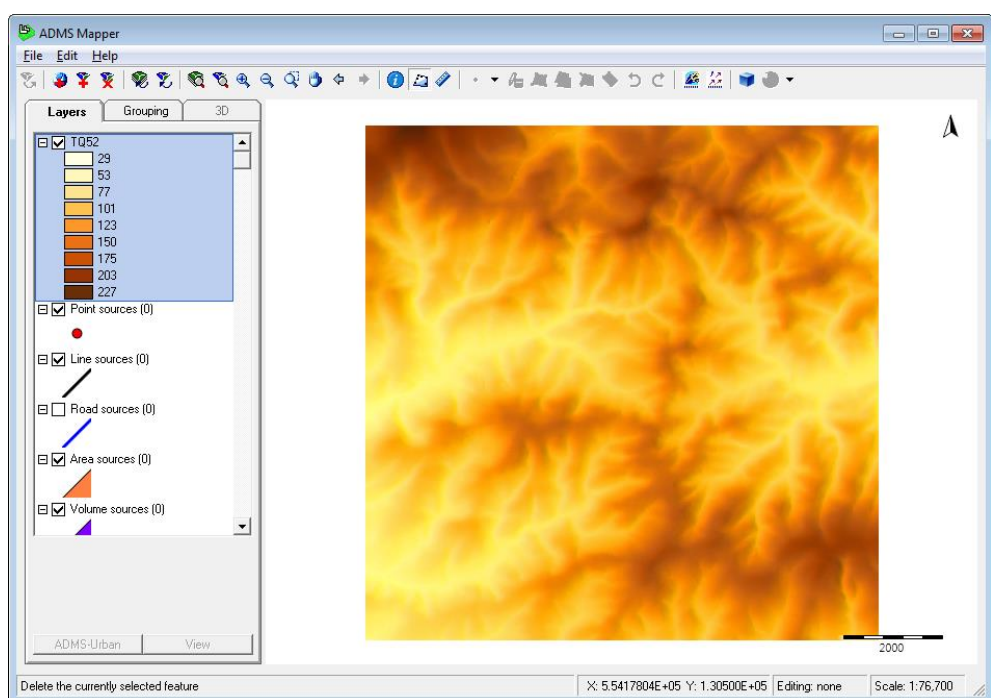 ADMS Mapper
File Edit Help
Layers Grouping 3D
TQ52
29
53
77
101
123
150
175
203
227
Point sources (0)
Line sources (0)
Road sources (0)
Area sources (0)
Volume sources (0)
ADMS-Urban View
2000
Delete the currently selected feature X: 5.5417804E+05 Y: 1.30500E+05 Editing: none Scale: 1:76,700